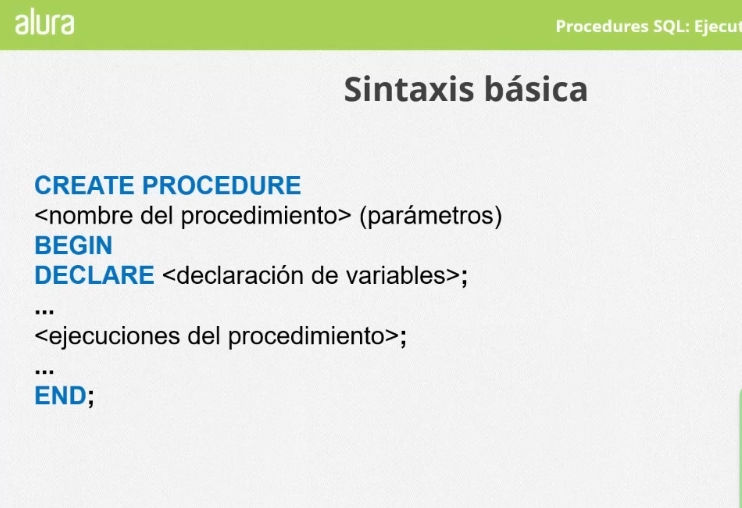 alura
Procedures SQL: Ejecut
Sintaxis básica
CREATE PROCEDURE
<nombre del procedimiento> (parámetros)
BEGIN
DECLARE <declaración de variables>;
...
<ejecuciones del procedimiento>;
...
END;